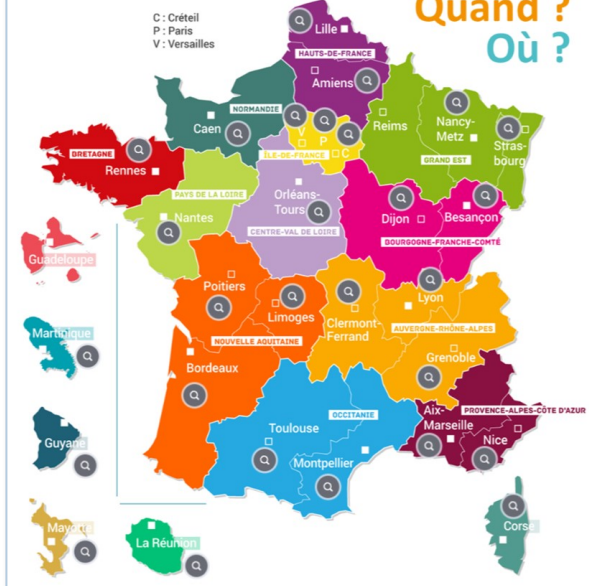 Quand ?
Où ?
C : Créteil
P : Paris
V : Versailles
Lille
HAUTS-DE-FRANCE
Amiens
NORMANDIE
Caen
V
P
C
ÎLE-DE-FRANCE
Reims
Nancy-
Metz
Stras-
bourg
GRAND EST
BRETAGNE
Rennes
PAYS DE LA LOIRE
Nantes
Orléans-
Tours
CENTRE-VAL DE LOIRE
Dijon
Besançon
BOURGOGNE-FRANCHE-COMTÉ
Guadeloupe
Poitiers
Limoges
NOUVELLE AQUITAINE
Bordeaux
Clermont-
Ferrand
Lyon
AUVERGNE-RHÔNE-ALPES
Grenoble
Martinique
OCCITANIE
Toulouse
Montpellier
Aix-
Marseille
PROVENCE-ALPES-CÔTE D'AZUR
Nice
Guyane
Mayotte
La Réunion
Corse